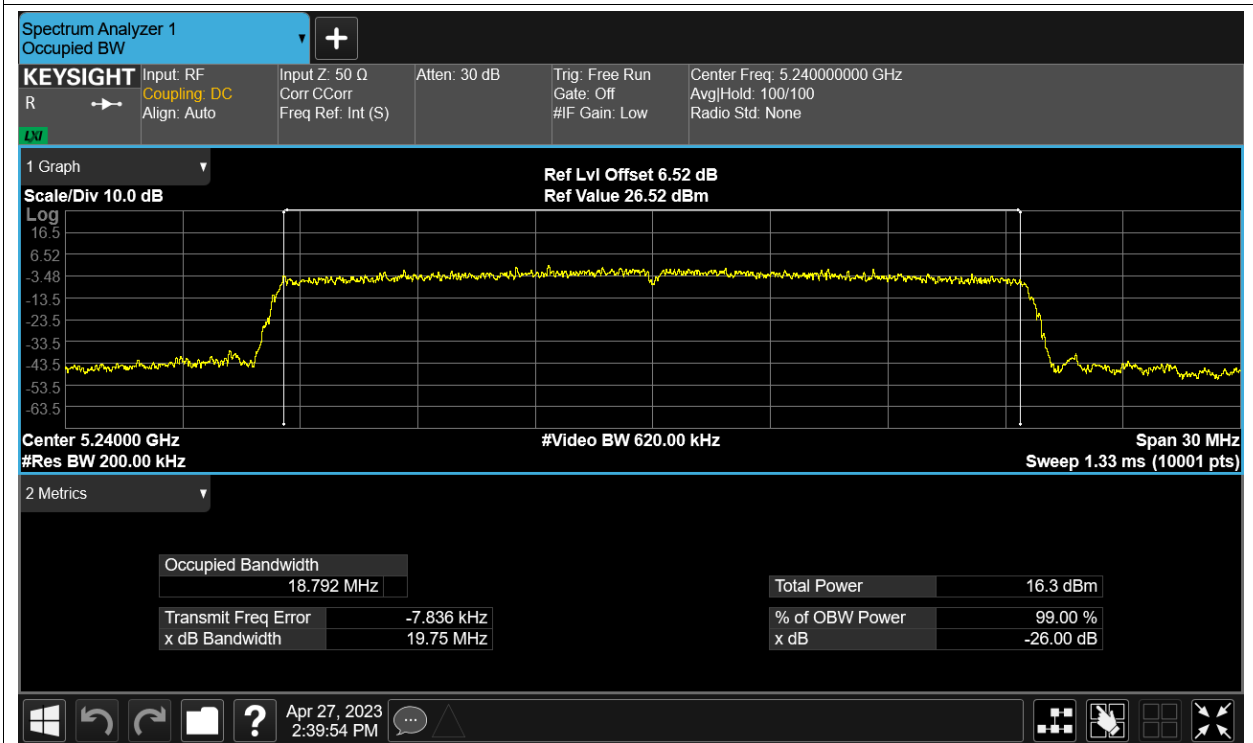 Spectrum Analyzer 1
Occupied BW
KEYSIGHT
R
LXI
Input: RF
Coupling: DC
Align: Auto
Input Z: 50 Ω
Corr CCorr
Freq Ref: Int (S)
Atten: 30 dB
Trig: Free Run
Gate: Off
#IF Gain: Low
Center Freq: 5.240000000 GHz
Avg|Hold: 100/100
Radio Std: None
1 Graph
Scale/Div 10.0 dB
Ref Lvl Offset 6.52 dB
Ref Value 26.52 dBm
Log
16.5
6.52
-3.48
-13.5
-23.5
-33.5
-43.5
-53.5
-63.5
Center 5.24000 GHz
#Res BW 200.00 kHz
#Video BW 620.00 kHz
Span 30 MHz
Sweep 1.33 ms (10001 pts)
2 Metrics
Occupied Bandwidth
18.792 MHz
Transmit Freq Error -7.836 kHz
x dB Bandwidth 19.75 MHz
Total Power 16.3 dBm
% of OBW Power 99.00 %
x dB -26.00 dB
?
Apr 27, 2023
2:39:54 PM